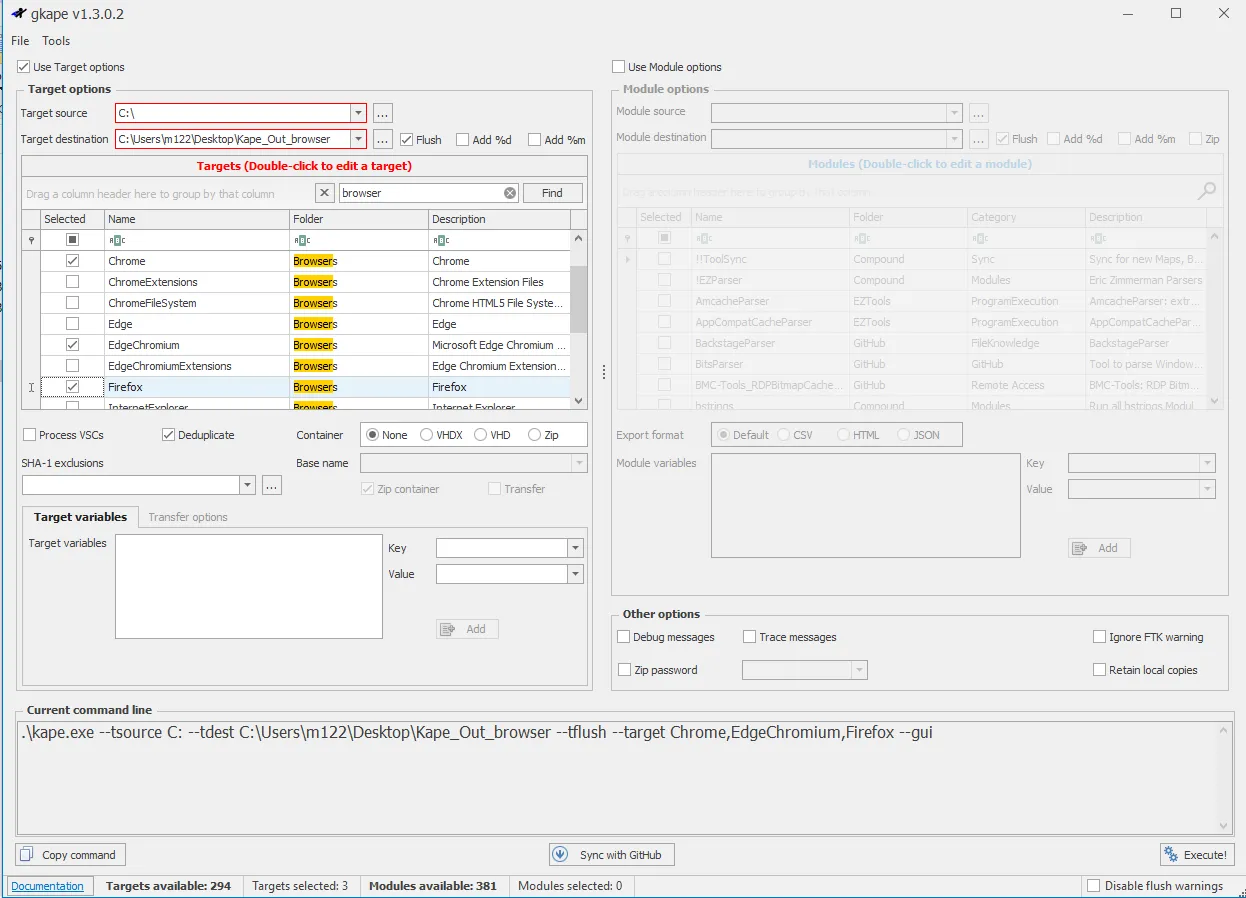 gkape v1.3.0.2
File Tools
Use Target options
Target options
Target source C:\ ...
Target destination C:\Users\m122\Desktop\Kape_Out_browser ... Flush Add %d Add %m
Targets (Double-click to edit a target)
Drag a column header here to group by that column browser Find
Selected Name Folder Description
Chrome Browsers Chrome
ChromeExtensions Browsers Chrome Extension Files
ChromeFileSystem Browsers Chrome HTML5 File Syste...
Edge Browsers Edge
EdgeChromium Browsers Microsoft Edge Chromium ...
EdgeChromiumExtensions Browsers Edge Chromium Extension...
Firefox Browsers Firefox
InternetExplorer Browsers Internet Explorer
Process VSCs Deduplicate Container None VHDX VHD Zip
SHA-1 exclusions Base name
... Zip container Transfer
Target variables Transfer options
Target variables Key
Value
Add
Use Module options
Module options
Module source ...
Module destination ... Flush Add %d Add %m Zip
Modules (Double-click to edit a module)
Drag a column header here to group by that column
Selected Name Folder Category Description
!!ToolSync Compound Sync Sync for new Maps, B...
!EZParser Compound Modules Eric Zimmerman Parsers
AmcacheParser EZTools ProgramExecution AmcacheParser: extr...
AppCompatCacheParser EZTools ProgramExecution AppCompatCachePar...
BackstageParser GitHub FileKnowledge BackstageParser
BitsParser GitHub GitHub Tool to parse Window...
BMC-Tools_RDPBitmapCache... GitHub Remote Access BMC-Tools: RDP Bitm...
bstrings Compound Modules Run all bstrings Modul...
Export format Default CSV HTML JSON
Module variables Key
Value
Add
Other options
Debug messages Trace messages Ignore FTK warning
Zip password Retain local copies
Current command line
.\kape.exe --tsource C: --tdest C:\Users\m122\Desktop\Kape_Out_browser --tflush --target Chrome,EdgeChromium,Firefox --gui
Copy command Sync with GitHub Execute!
Documentation Targets available: 294 Targets selected: 3 Modules available: 381 Modules selected: 0 Disable flush warnings